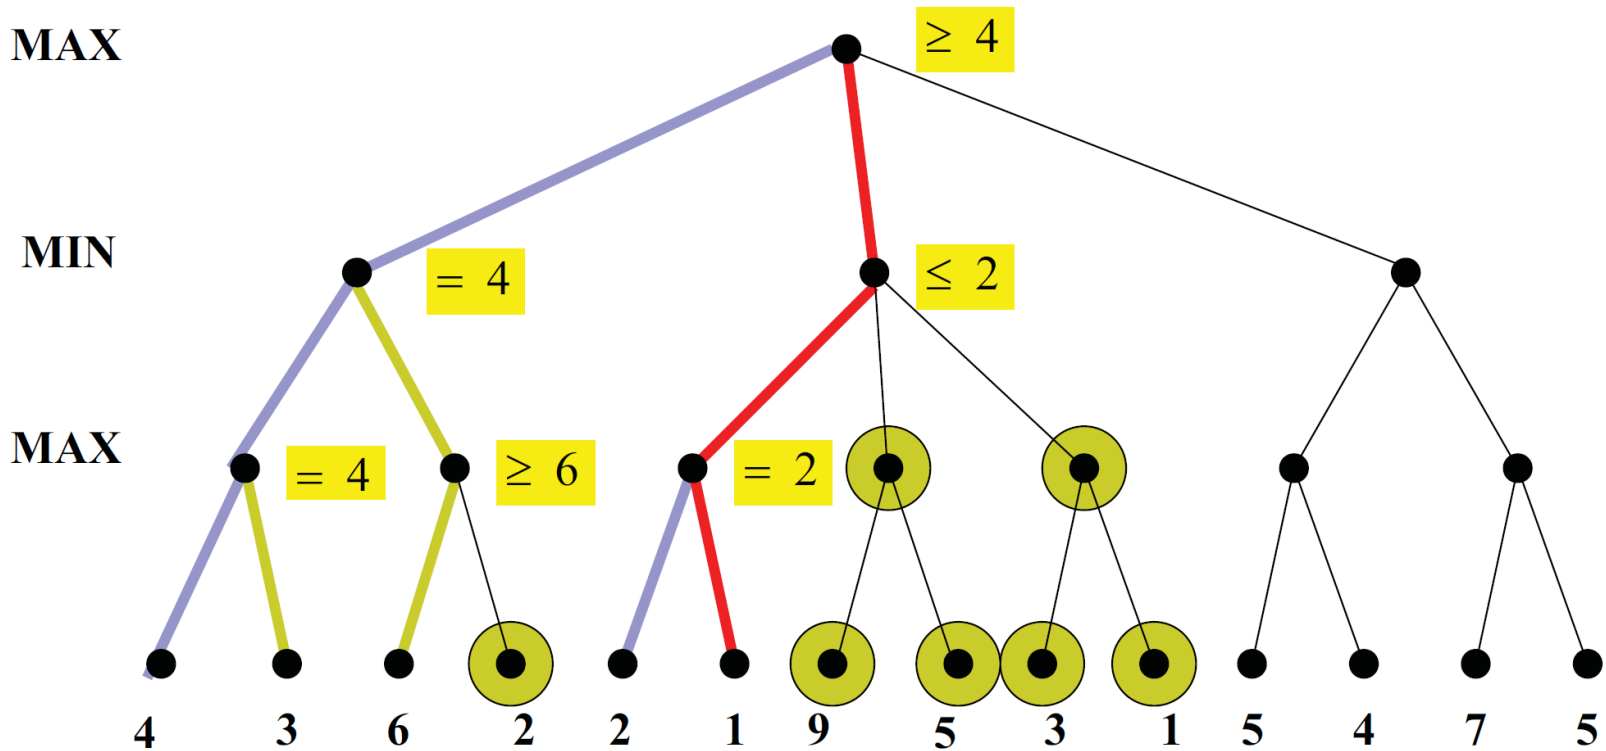 MAX
≥ 4
MIN
= 4
≤ 2
MAX
= 4
≥ 6
= 2
4 3 6 2 2 1 9 5 3 1 5 4 7 5